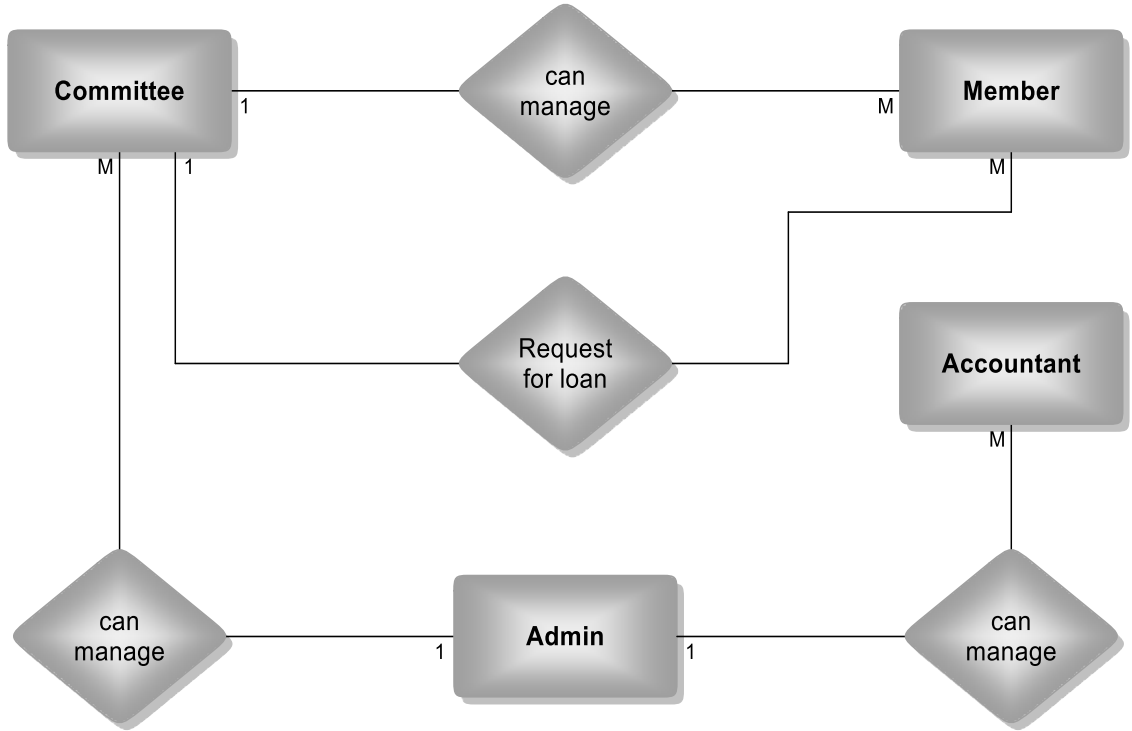 Committee
1
can
manage
M
Member
M
1
M
Request
for loan
Accountant
M
can
manage
1
Admin
1
can
manage